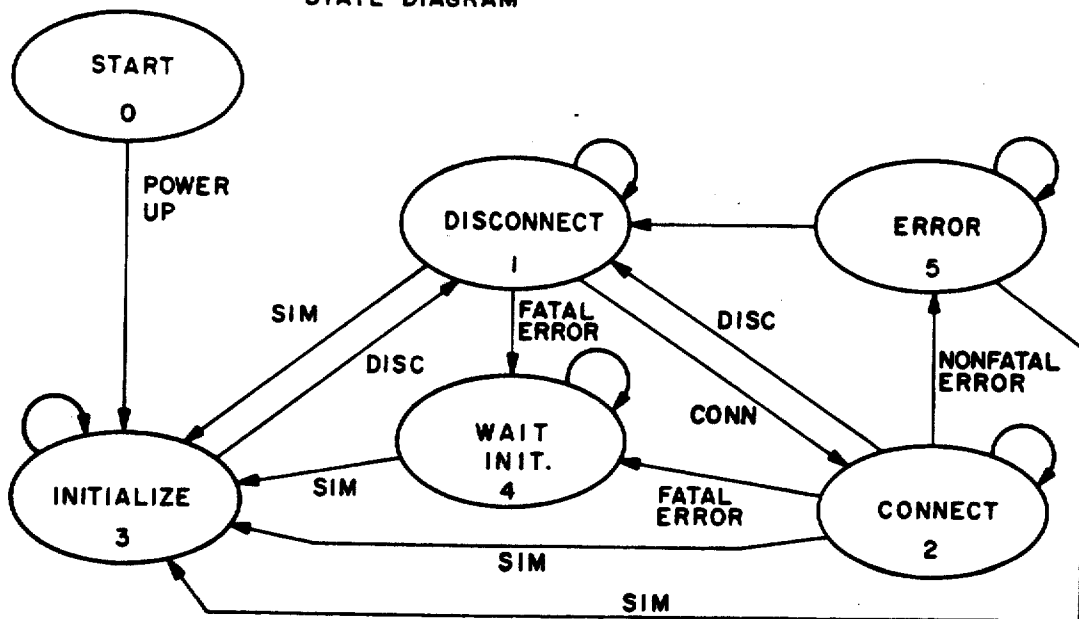 STATE DIAGRAM
START
0
POWER
UP
DISCONNECT
1
ERROR
5
SIM
DISC
FATAL
ERROR
DISC
CONN
NONFATAL
ERROR
WAIT
INIT.
4
SIM
FATAL
ERROR
INITIALIZE
3
CONNECT
2
SIM
SIM